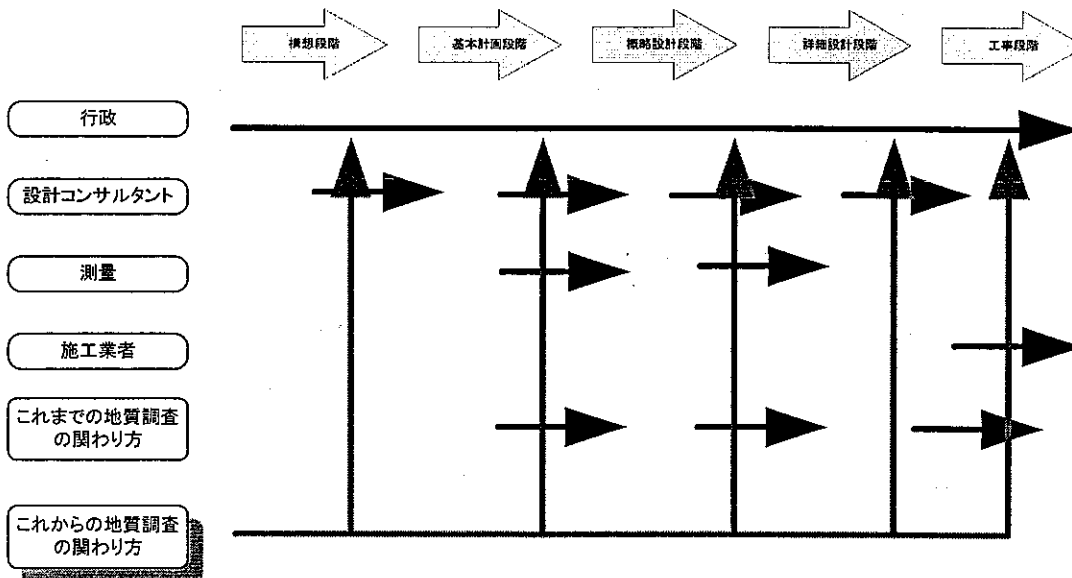 構想段階
基本計画段階
概略設計段階
詳細設計段階
工事段階
行政
設計コンサルタント
測量
施工業者
これまでの地質調査
の関わり方
これからの地質調査
の関わり方